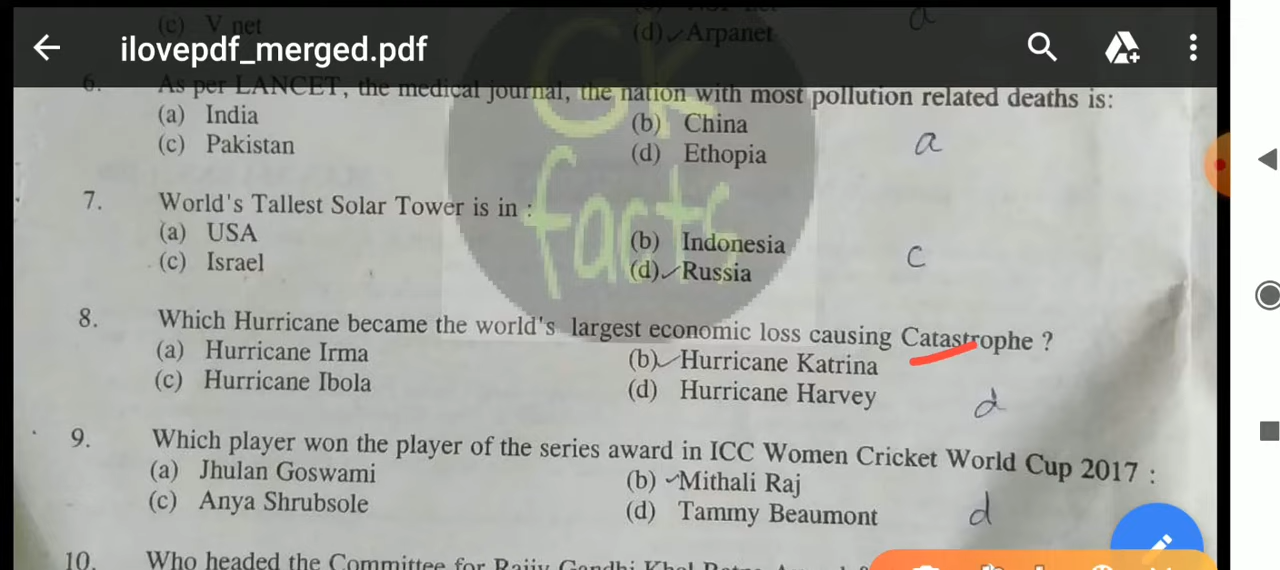 (c) V net
(d) Arpanet
a
ilovepdf_merged.pdf
6. As per LANCET, the medical journal, the nation with most pollution related deaths is:
(a) India (b) China
(c) Pakistan (d) Ethopia
a
7. World's Tallest Solar Tower is in :
(a) USA (b) Indonesia
(c) Israel (d) Russia
c
8. Which Hurricane became the world's largest economic loss causing Catastrophe ?
(a) Hurricane Irma (b) Hurricane Katrina
(c) Hurricane Ibola (d) Hurricane Harvey
d
9. Which player won the player of the series award in ICC Women Cricket World Cup 2017 :
(a) Jhulan Goswami (b) Mithali Raj
(c) Anya Shrubsole (d) Tammy Beaumont
d
10. Who headed the Committee for Rajiv Gandhi Khel
GK
facts